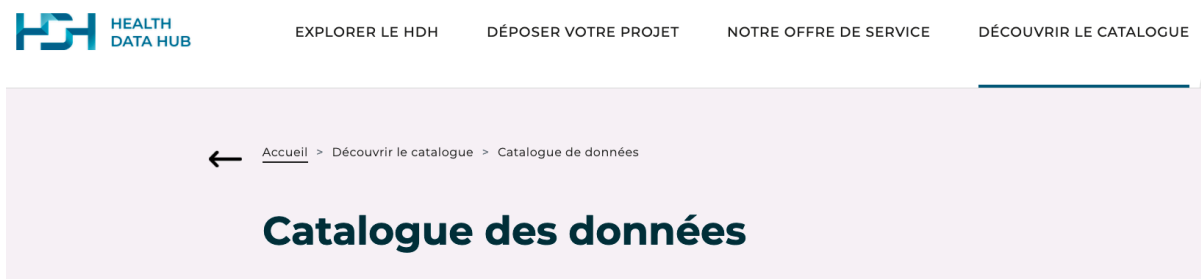 HEALTH
DATA HUB
EXPLORER LE HDH DÉPOSER VOTRE PROJET NOTRE OFFRE DE SERVICE DÉCOUVRIR LE CATALOGUE
Accueil > Découvrir le catalogue > Catalogue de données
Catalogue des données